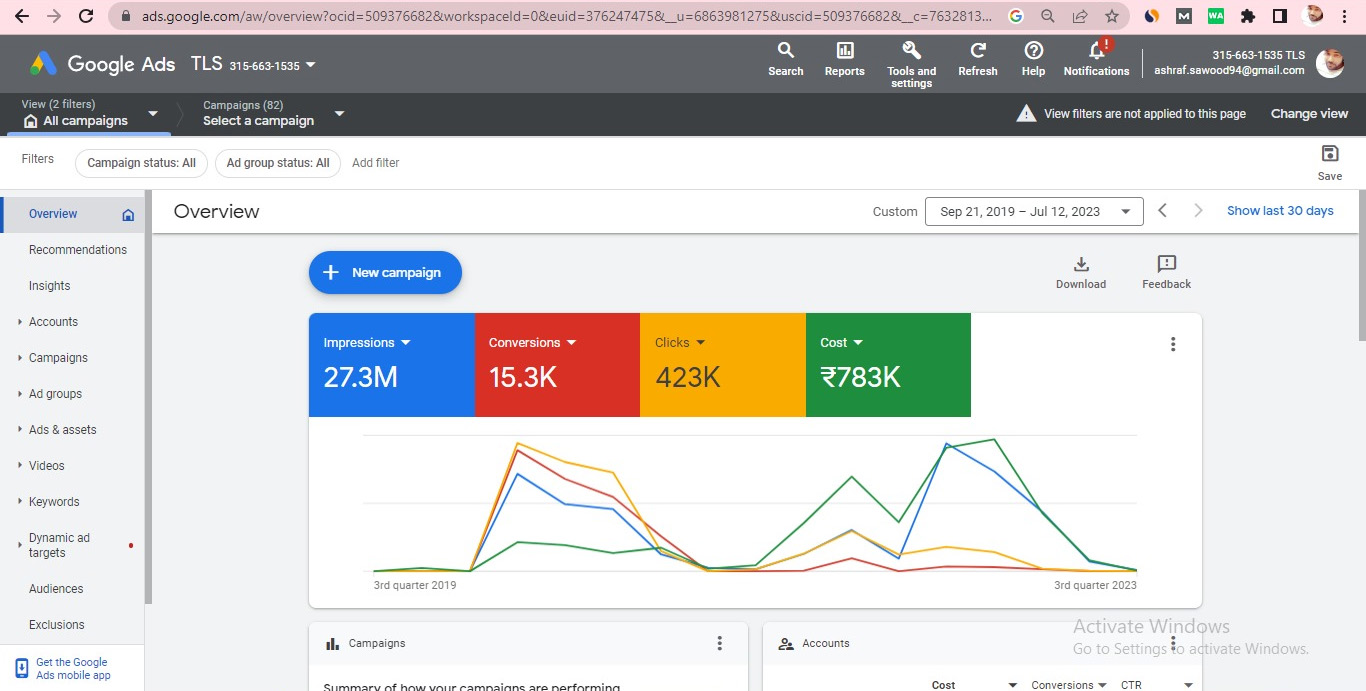 ads.google.com/aw/overview?ocid=509376682&workspaceId=0&euid=376247475&__u=6863981275&uscid=509376682&__c=7632813...
M
WA
Google Ads TLS 315-663-1535
Search
Reports
Tools and settings
Refresh
Help
Notifications
315-663-1535 TLS
ashraf.sawood94@gmail.com
View (2 filters)
All campaigns
Campaigns (82)
Select a campaign
View filters are not applied to this page
Change view
Filters
Campaign status: All
Ad group status: All
Add filter
Save
Overview
Recommendations
Insights
Accounts
Campaigns
Ad groups
Ads & assets
Videos
Keywords
Dynamic ad
targets
Audiences
Exclusions
Get the Google
Ads mobile app
Overview
Custom
Sep 21, 2019 – Jul 12, 2023
Show last 30 days
New campaign
Download
Feedback
Impressions
27.3M
Conversions
15.3K
Clicks
423K
Cost
₹783K
3rd quarter 2019
3rd quarter 2023
Campaigns
Summary of how your campaigns are performing
Accounts
Cost
Conversions
CTR
Activate Windows
Go to Settings to activate Windows.